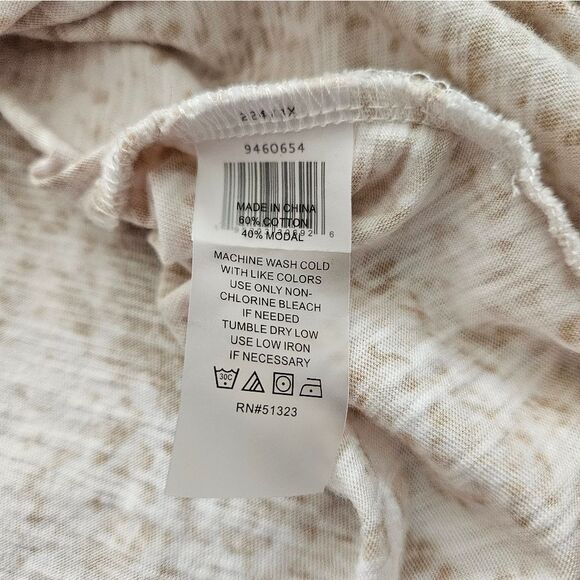 9460654
MADE IN CHINA
60% COTTON
40% MODAL
MACHINE WASH COLD
WITH LIKE COLORS
USE ONLY NON-
CHLORINE BLEACH
IF NEEDED
TUMBLE DRY LOW
USE LOW IRON
IF NECESSARY
30C
RN#51323